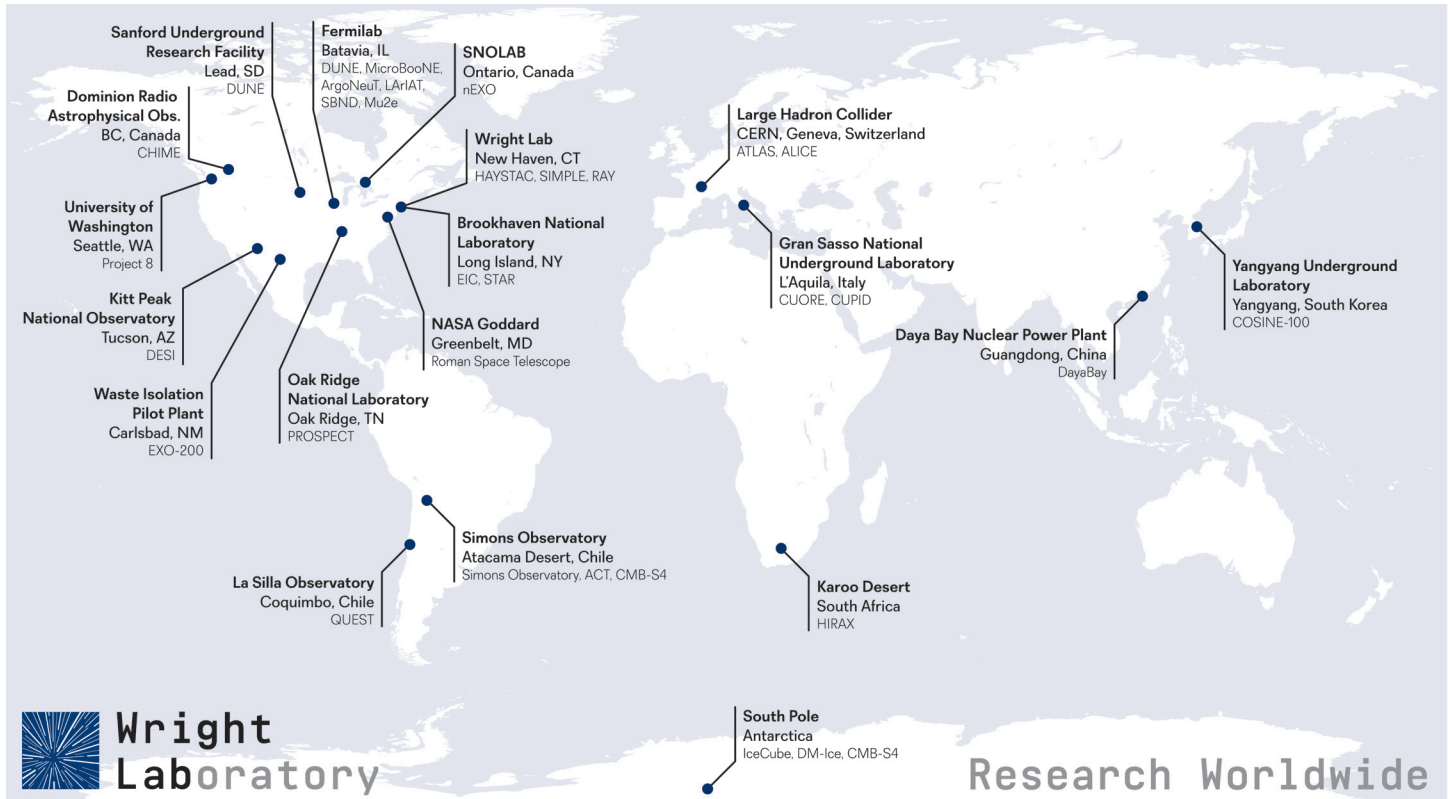 Sanford Underground
Research Facility
Lead, SD
DUNE
Fermilab
Batavia, IL
DUNE, MicroBooNE,
ArgoNeuT, LArIAT,
SBND, Mu2e
SNOLAB
Ontario, Canada
nEXO
Dominion Radio
Astrophysical Obs.
BC, Canada
CHIME
Wright Lab
New Haven, CT
HAYSTAC, SIMPLE, RAY
Large Hadron Collider
CERN, Geneva, Switzerland
ATLAS, ALICE
University of
Washington
Seattle, WA
Project 8
Brookhaven National
Laboratory
Long Island, NY
EIC, STAR
Gran Sasso National
Underground Laboratory
L'Aquila, Italy
CUORE, CUPID
Yangyang Underground
Laboratory
Yangyang, South Korea
COSINE-100
Kitt Peak
National Observatory
Tucson, AZ
DESI
NASA Goddard
Greenbelt, MD
Roman Space Telescope
Daya Bay Nuclear Power Plant
Guangdong, China
DayaBay
Waste Isolation
Pilot Plant
Carlsbad, NM
EXO-200
Oak Ridge
National Laboratory
Oak Ridge, TN
PROSPECT
Simons Observatory
Atacama Desert, Chile
Simons Observatory, ACT, CMB-S4
La Silla Observatory
Coquimbo, Chile
QUEST
Karoo Desert
South Africa
HIRAX
South Pole
Antarctica
IceCube, DM-Ice, CMB-S4
Wright
Laboratory
Research Worldwide